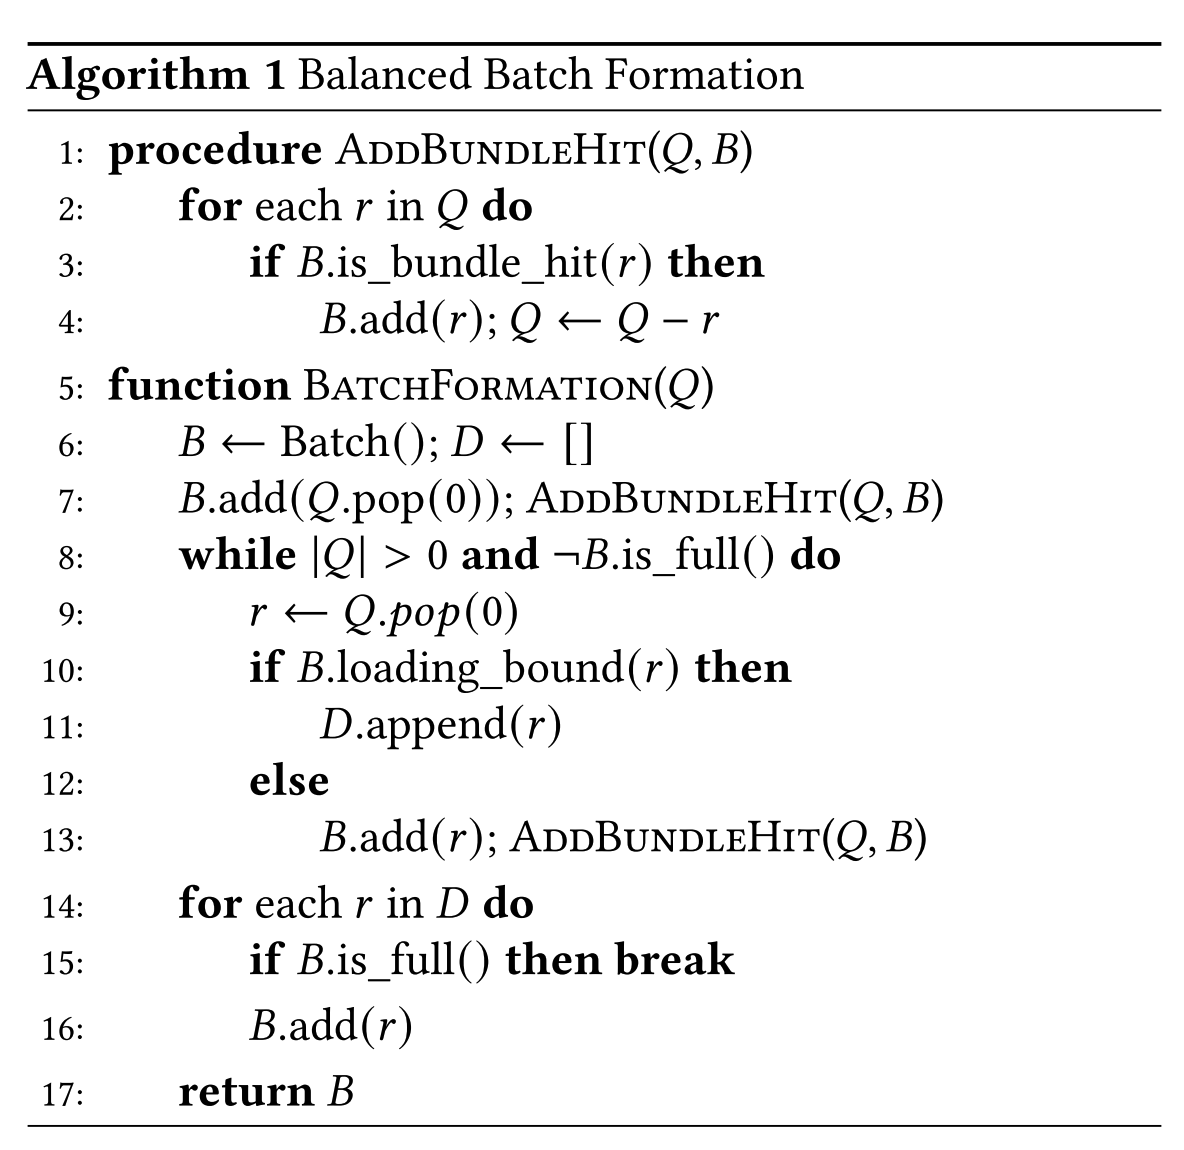 Algorithm 1 Balanced Batch Formation
1: procedure AddBundleHit(Q, B)
2: for each r in Q do
3: if B.is_bundle_hit(r) then
4: B.add(r); Q ← Q − r
5: function BatchFormation(Q)
6: B ← Batch(); D ← []
7: B.add(Q.pop(0)); AddBundleHit(Q, B)
8: while |Q| > 0 and ¬B.is_full() do
9: r ← Q.pop(0)
10: if B.loading_bound(r) then
11: D.append(r)
12: else
13: B.add(r); AddBundleHit(Q, B)
14: for each r in D do
15: if B.is_full() then break
16: B.add(r)
17: return B